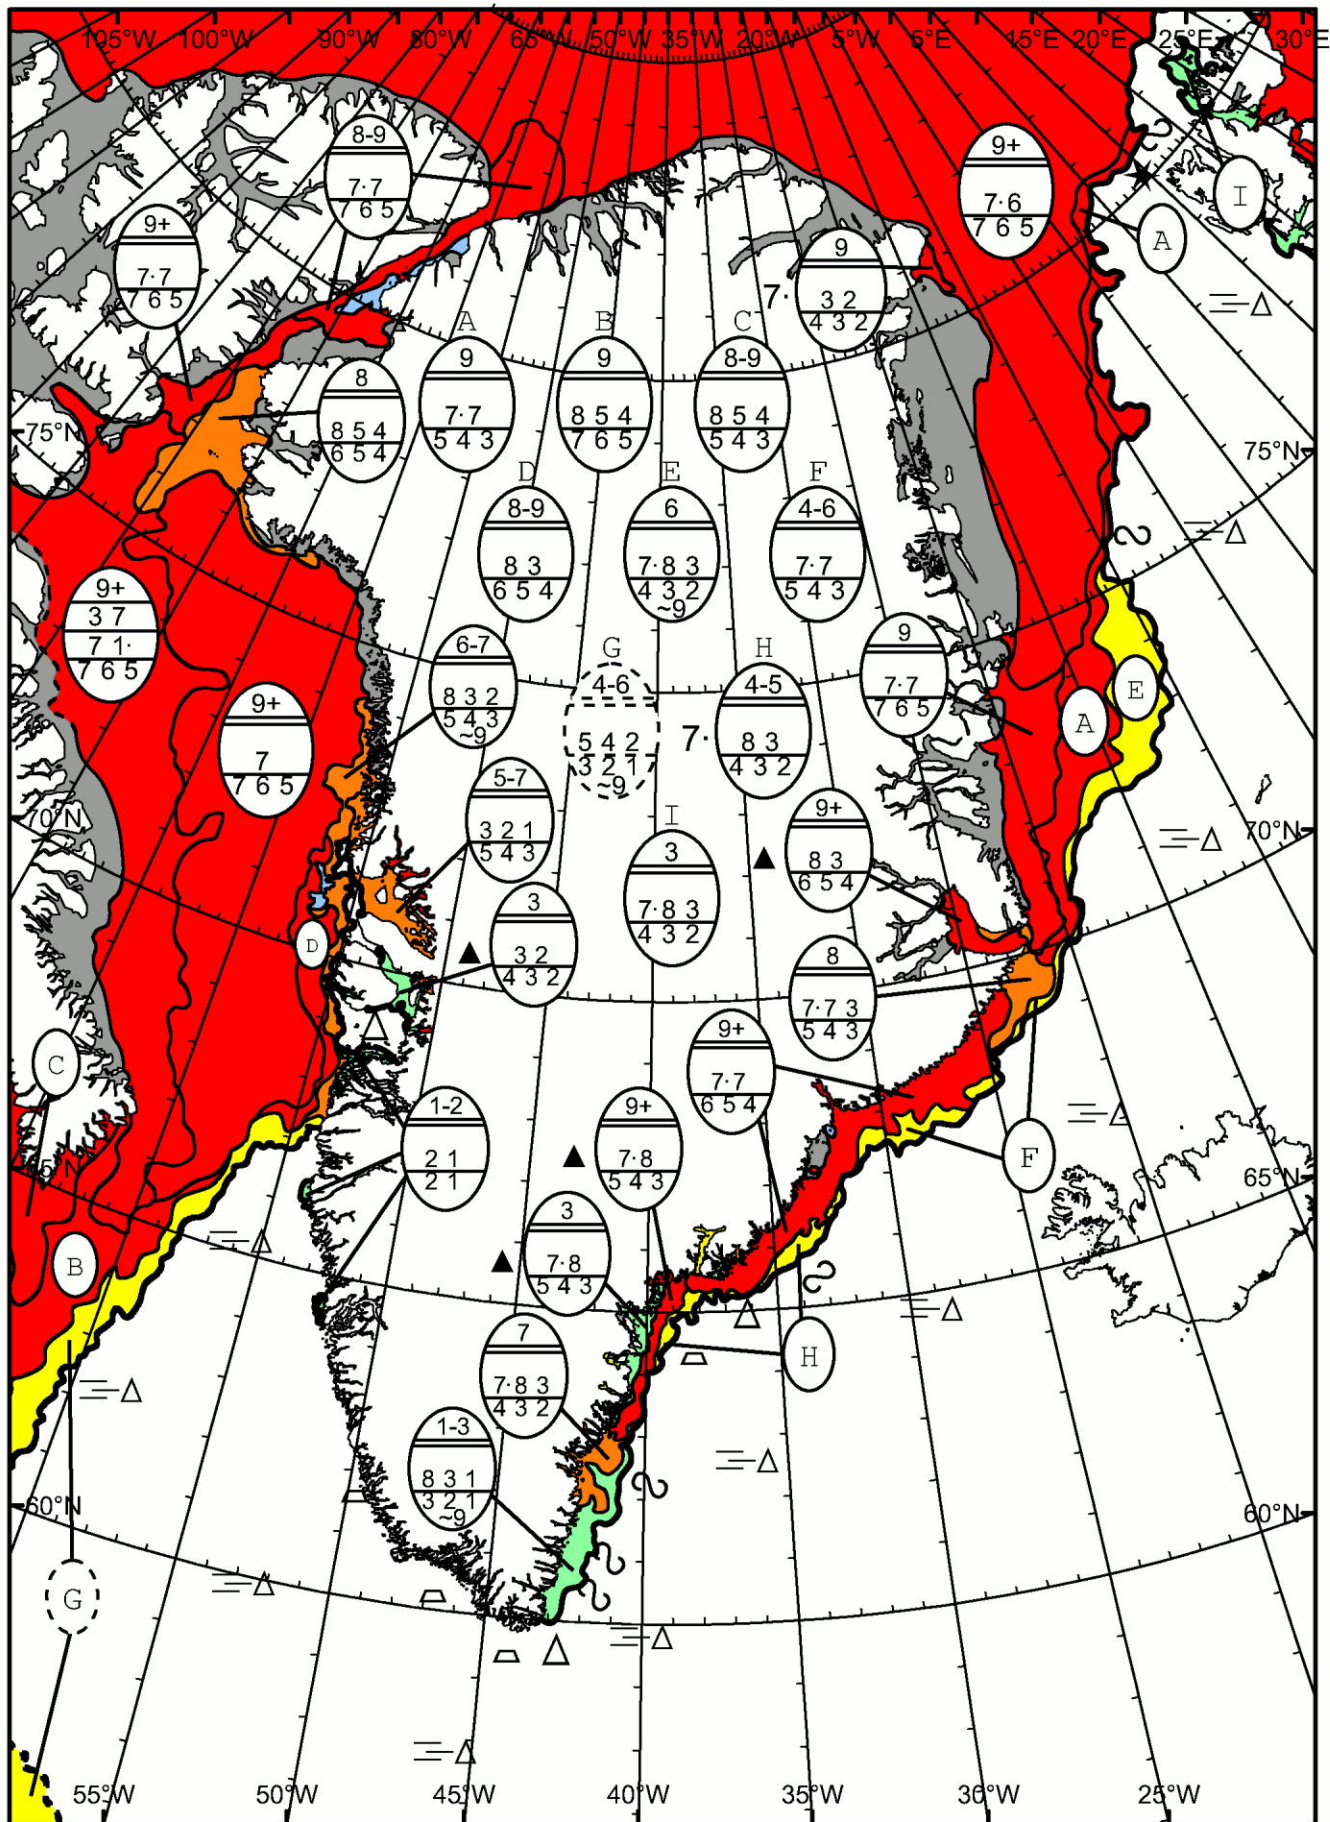 105°W 100°W 90°W 80°W 65°W 50°W 35°W 20°W 5°W 5°E 15°E 20°E 25°E 30°E
8-9
7·7
7 6 5
9+
7·6
7 6 5
I
A
9+
7·7
7 6 5
9
7·
3 2
4 3 2
A
9
7·7
5 4 3
B
9
8 5 4
7 6 5
C
8-9
8 5 4
5 4 3
8
8 5 4
6 5 4
75°N
75°N
D
8-9
8 3
6 5 4
E
6
7·8 3
4 3 2
~9
F
4-6
7·7
5 4 3
9+
3 7
7 1·
7 6 5
6-7
8 3 2
5 4 3
~9
G
4-6
5 4 2
3 2 1
~9
H
4-5
7·
8 3
4 3 2
9
7·7
7 6 5
A
E
9+
7
7 6 5
5-7
3 2 1
5 4 3
I
3
7·8 3
4 3 2
9+
8 3
6 5 4
70°N
70°N
D
3
3 2
4 3 2
8
7·7 3
5 4 3
C
9+
7·7
6 5 4
1-2
2 1
2 1
9+
7·8
5 4 3
F
65°N
65°N
B
3
7·8
5 4 3
H
7
7·8 3
4 3 2
1-3
8 3 1
3 2 1
~9
60°N
60°N
G
55°W 50°W 45°W 40°W 35°W 30°W 25°W